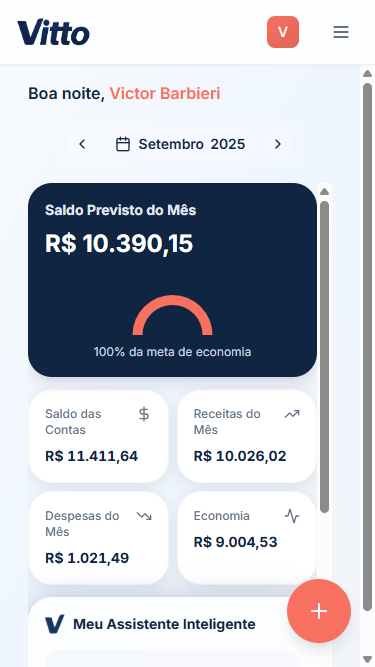 Vitto
V
Boa noite, Victor Barbieri
Setembro 2025
Saldo Previsto do Mês
R$ 10.390,15
100% da meta de economia
Saldo das
Contas
R$ 11.411,64
Receitas do
Mês
R$ 10.026,02
Despesas do
Mês
R$ 1.021,49
Economia
R$ 9.004,53
V Meu Assistente Inteligente
+